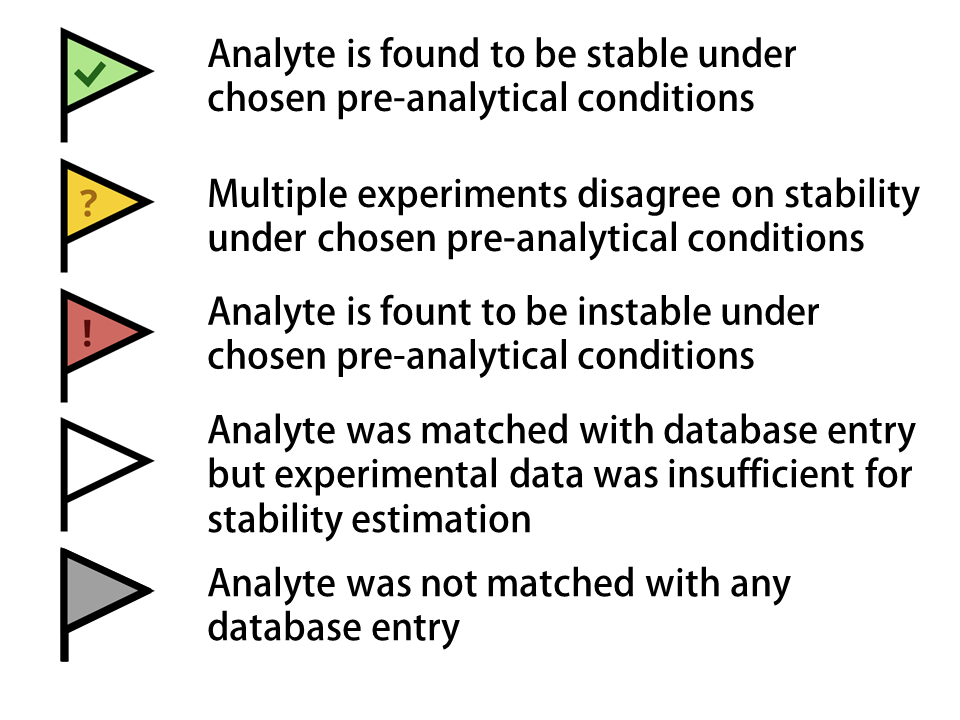 Analyte is found to be stable under
chosen pre-analytical conditions
?
Multiple experiments disagree on stability
under chosen pre-analytical conditions
!
Analyte is fount to be instable under
chosen pre-analytical conditions
Analyte was matched with database entry
but experimental data was insufficient for
stability estimation
Analyte was not matched with any
database entry